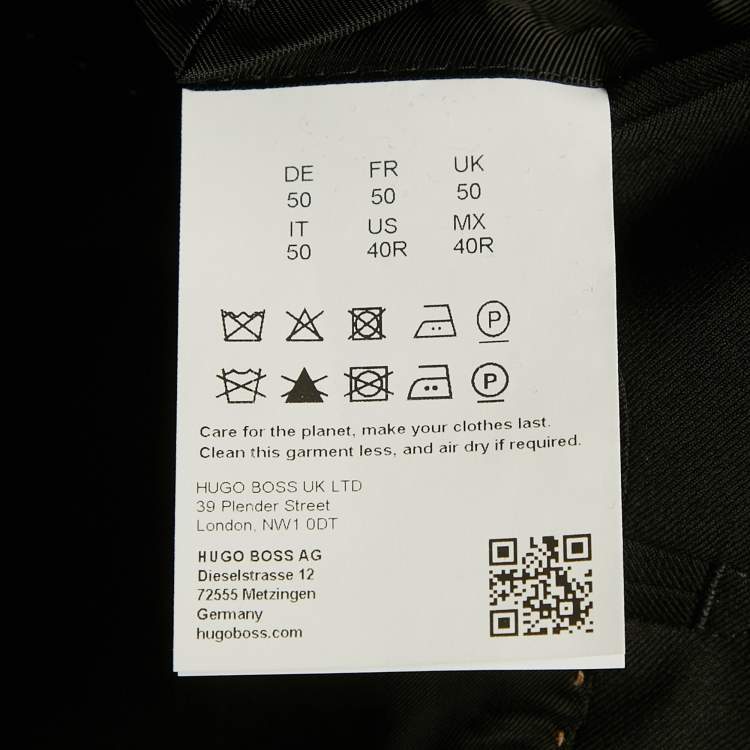 DE FR UK
50 50 50
IT US MX
50 40R 40R
P
P
Care for the planet, make your clothes last.
Clean this garment less, and air dry if required.
HUGO BOSS UK LTD
39 Plender Street
London, NW1 0DT
HUGO BOSS AG
Dieselstrasse 12
72555 Metzingen
Germany
hugoboss.com